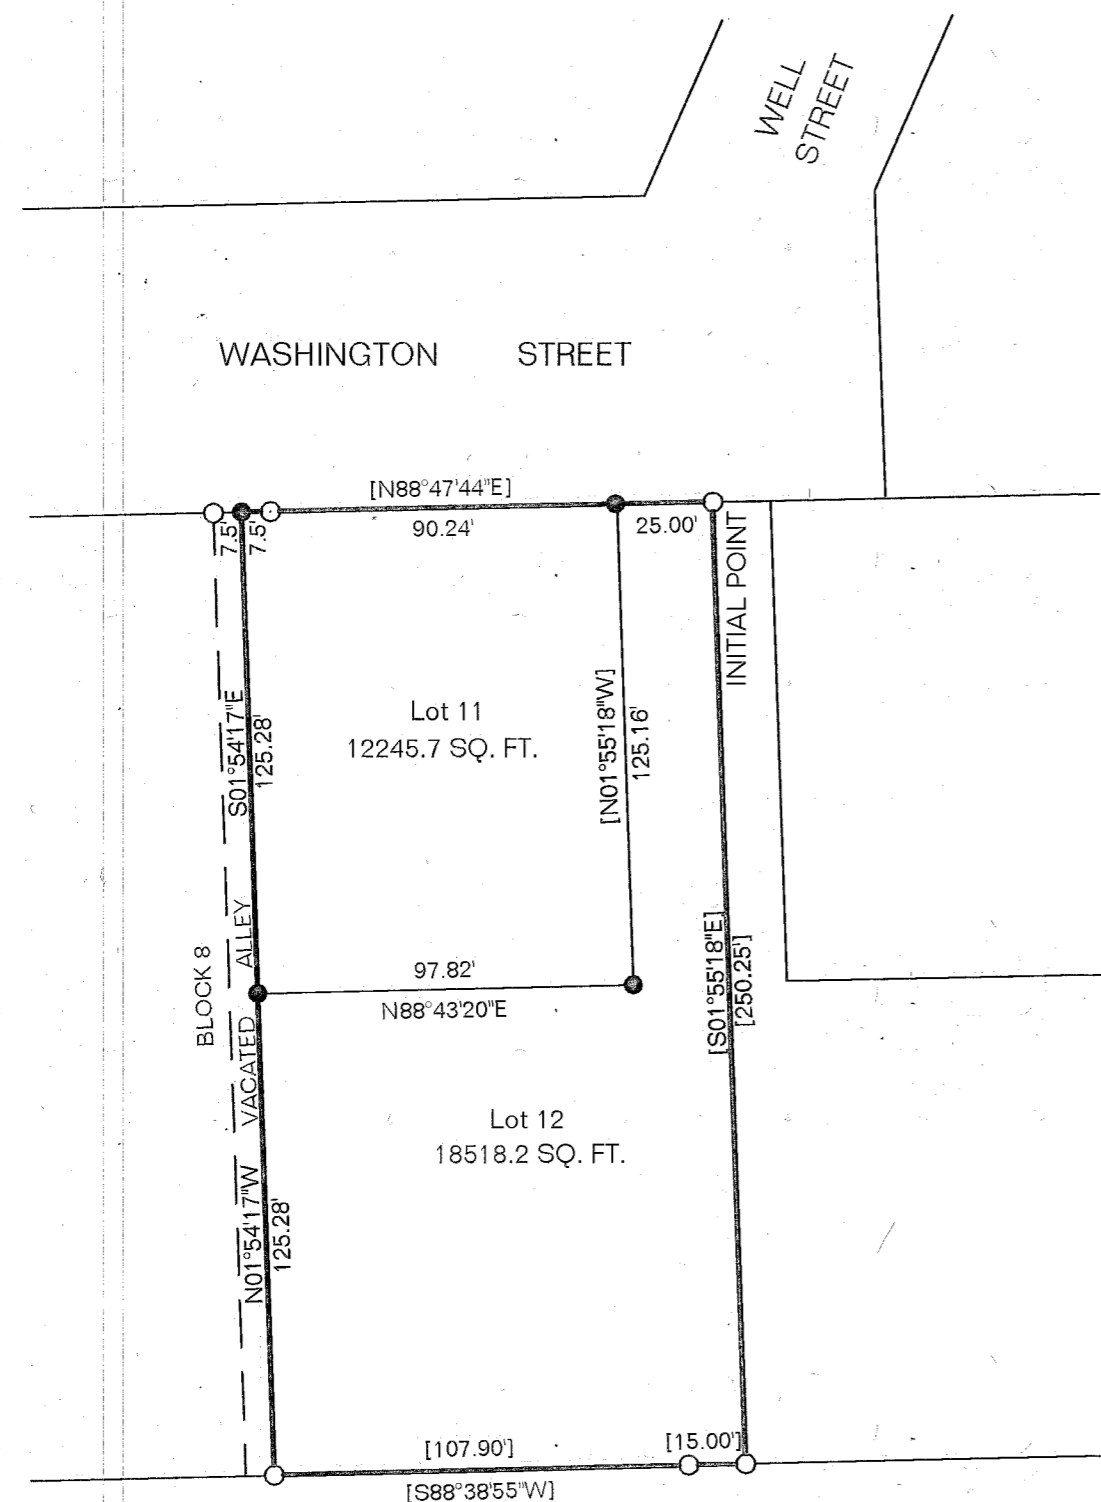 WELL
STREET
WASHINGTON STREET
[N88°47'44"E]
90.24'
25.00'
7.5'
7.5'
INITIAL POINT
S01°54'17"E
125.28'
Lot 11
12245.7 SQ. FT.
[N01°55'18"W]
125.16'
[S01°55'18"E]
[250.25']
BLOCK 8
VACATED ALLEY
97.82'
N88°43'20"E
Lot 12
18518.2 SQ. FT.
N01°54'17"W
125.28'
[107.90']
[15.00']
[S88°38'55"W]